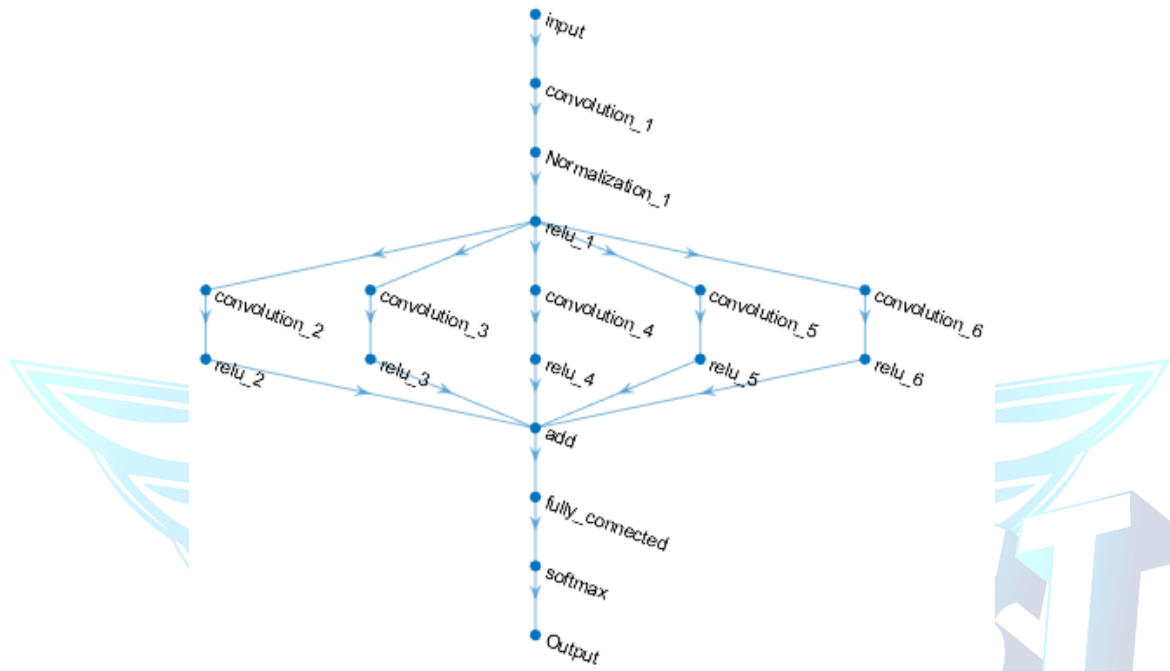 input
convolution_1
Normalization_1
relu_1
convolution_2
convolution_3
convolution_4
convolution_5
convolution_6
relu_2
relu_3
relu_4
relu_5
relu_6
add
fully_connected
softmax
Output